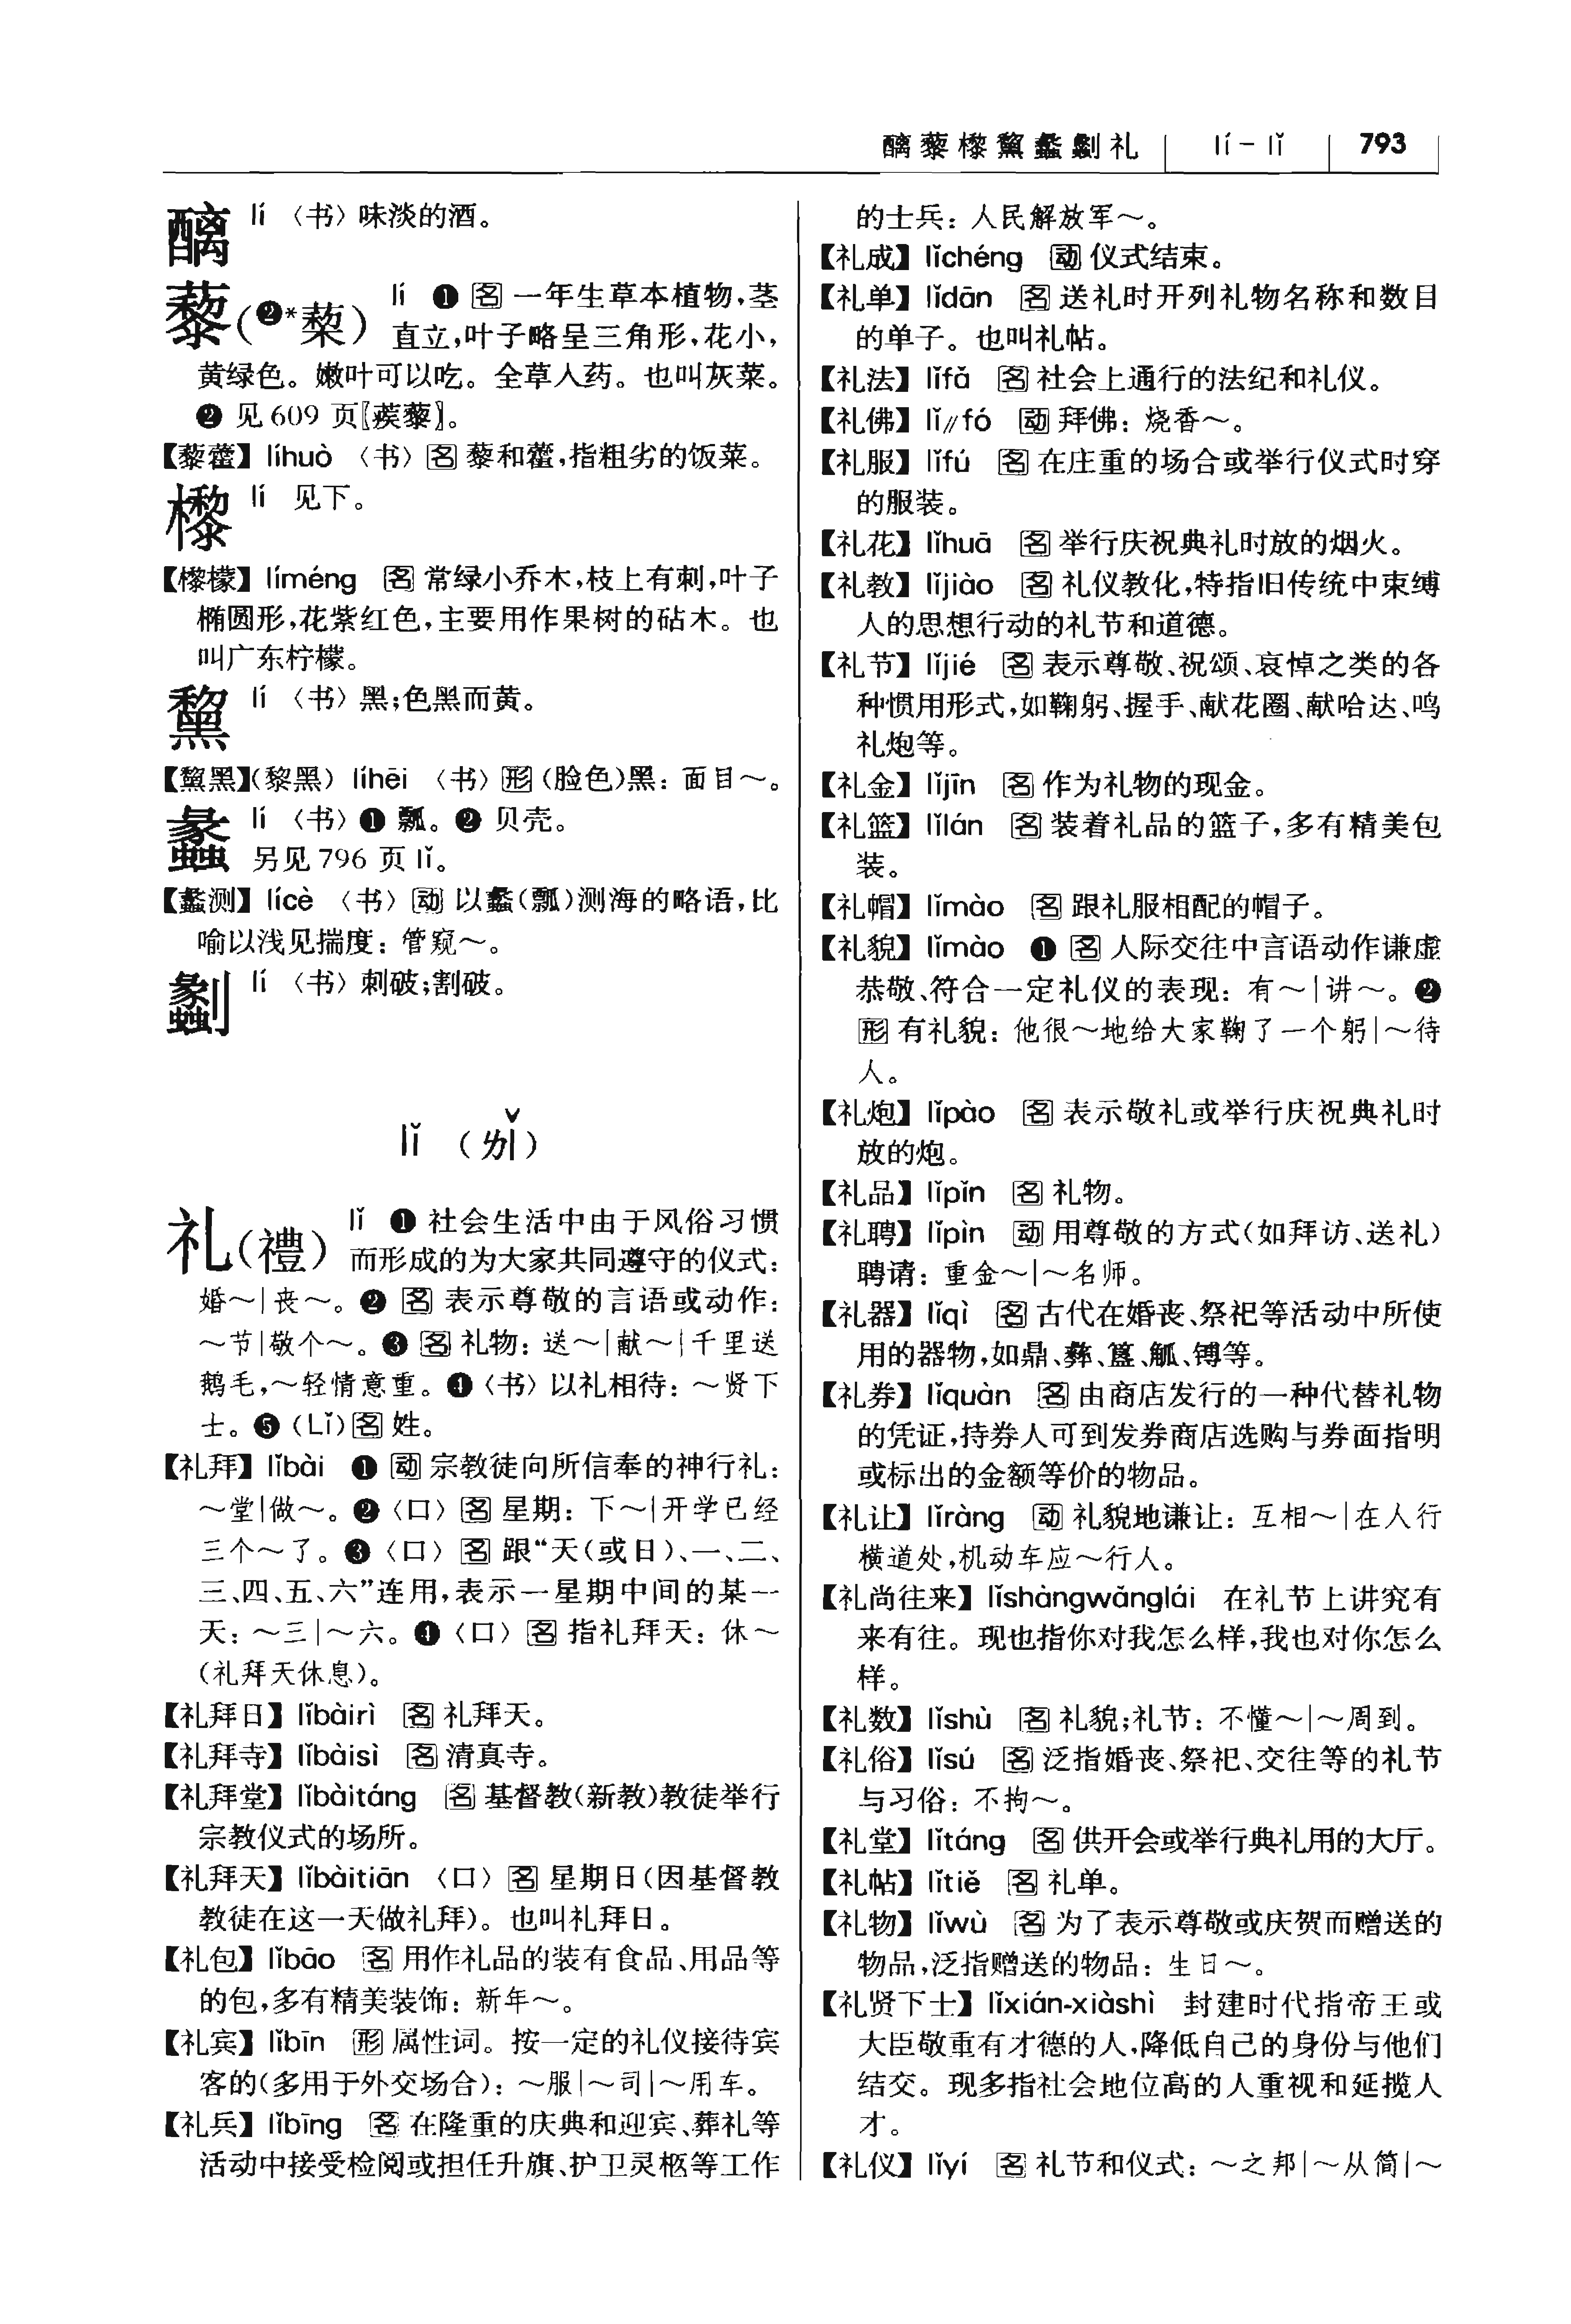 醨藜檪黧蠡劙礼 lí-lǐ 793
醨 lí 〈书〉味淡的酒。
藜(❷*蔾) lí ❶ 名 一年生草本植物,茎
直立,叶子略呈三角形,花小,
黄绿色。嫩叶可以吃。全草入药。也叫灰菜。
❷ 见609 页〖蒺藜〗。
【藜藿】líhuò 〈书〉名 藜和藿,指粗劣的饭菜。
㰀 lí 见下。
【㰀檬】líméng 名 常绿小乔木,枝上有刺,叶子
椭圆形,花紫红色,主要用作果树的砧木。也
叫广东柠檬。
黧 lí 〈书〉黑;色黑而黄。
【黧黑】(黎黑) líhēi 〈书〉形 (脸色)黑:面目~。
蠡 lí 〈书〉❶ 瓢。❷ 贝壳。
另见796 页 lǐ。
【蠡测】lícè 〈书〉动 以蠡(瓢)测海的略语,比
喻以浅见揣度:管窥~。
劙 lí 〈书〉刺破;割破。
lǐ (ㄌㄧˇ)
礼(禮) lǐ ❶ 社会生活中由于风俗习惯
而形成的为大家共同遵守的仪式:
婚~|丧~。❷ 名 表示尊敬的言语或动作:
~节|敬个~。❸ 名 礼物:送~|献~|千里送
鹅毛,~轻情意重。❹〈书〉以礼相待:~贤下
士。❺ (Lǐ)名 姓。
【礼拜】lǐbài ❶ 动 宗教徒向所信奉的神行礼:
~堂|做~。❷〈口〉名 星期:下~|开学已经
三个~了。❸〈口〉名 跟“天(或日)、一、二、
三、四、五、六”连用,表示一星期中间的某一
天:~三|~六。❹〈口〉名 指礼拜天:休~
(礼拜天休息)。
【礼拜日】lǐbàirì 名 礼拜天。
【礼拜寺】lǐbàisì 名 清真寺。
【礼拜堂】lǐbàitáng 名 基督教(新教)教徒举行
宗教仪式的场所。
【礼拜天】lǐbàitiān 〈口〉名 星期日(因基督教
教徒在这一天做礼拜)。也叫礼拜日。
【礼包】lǐbāo 名 用作礼品的装有食品、用品等
的包,多有精美装饰:新年~。
【礼宾】lǐbīn 形 属性词。按一定的礼仪接待宾
客的(多用于外交场合):~服|~司|~用车。
【礼兵】lǐbīng 名 在隆重的庆典和迎宾、葬礼等
活动中接受检阅或担任升旗、护卫灵柩等工作
的士兵:人民解放军~。
【礼成】lǐchéng 动 仪式结束。
【礼单】lǐdān 名 送礼时开列礼物名称和数目
的单子。也叫礼帖。
【礼法】lǐfǎ 名 社会上通行的法纪和礼仪。
【礼佛】lǐ∥fó 动 拜佛:烧香~。
【礼服】lǐfú 名 在庄重的场合或举行仪式时穿
的服装。
【礼花】lǐhuā 名 举行庆祝典礼时放的烟火。
【礼教】lǐjiào 名 礼仪教化,特指旧传统中束缚
人的思想行动的礼节和道德。
【礼节】lǐjié 名 表示尊敬、祝颂、哀悼之类的各
种惯用形式,如鞠躬、握手、献花圈、献哈达、鸣
礼炮等。
【礼金】lǐjīn 名 作为礼物的现金。
【礼篮】lǐlán 名 装着礼品的篮子,多有精美包
装。
【礼帽】lǐmào 名 跟礼服相配的帽子。
【礼貌】lǐmào ❶ 名 人际交往中言语动作谦虚
恭敬、符合一定礼仪的表现:有~|讲~。❷
形 有礼貌:他很~地给大家鞠了一个躬|~待
人。
【礼炮】lǐpào 名 表示敬礼或举行庆祝典礼时
放的炮。
【礼品】lǐpǐn 名 礼物。
【礼聘】lǐpìn 动 用尊敬的方式(如拜访、送礼)
聘请:重金~|~名师。
【礼器】lǐqì 名 古代在婚丧、祭祀等活动中所使
用的器物,如鼎、彝、簋、觚、镈等。
【礼券】lǐquàn 名 由商店发行的一种代替礼物
的凭证,持券人可到发券商店选购与券面指明
或标出的金额等价的物品。
【礼让】lǐràng 动 礼貌地谦让:互相~|在人行
横道处,机动车应~行人。
【礼尚往来】lǐshàngwǎnglái 在礼节上讲究有
来有往。现也指你对我怎么样,我也对你怎么
样。
【礼数】lǐshù 名 礼貌;礼节:不懂~|~周到。
【礼俗】lǐsú 名 泛指婚丧、祭祀、交往等的礼节
与习俗:不拘~。
【礼堂】lǐtáng 名 供开会或举行典礼用的大厅。
【礼帖】lǐtiě 名 礼单。
【礼物】lǐwù 名 为了表示尊敬或庆贺而赠送的
物品,泛指赠送的物品:生日~。
【礼贤下士】lǐxián-xiàshì 封建时代指帝王或
大臣敬重有才德的人,降低自己的身份与他们
结交。现多指社会地位高的人重视和延揽人
才。
【礼仪】lǐyí 名 礼节和仪式:~之邦|~从简|~